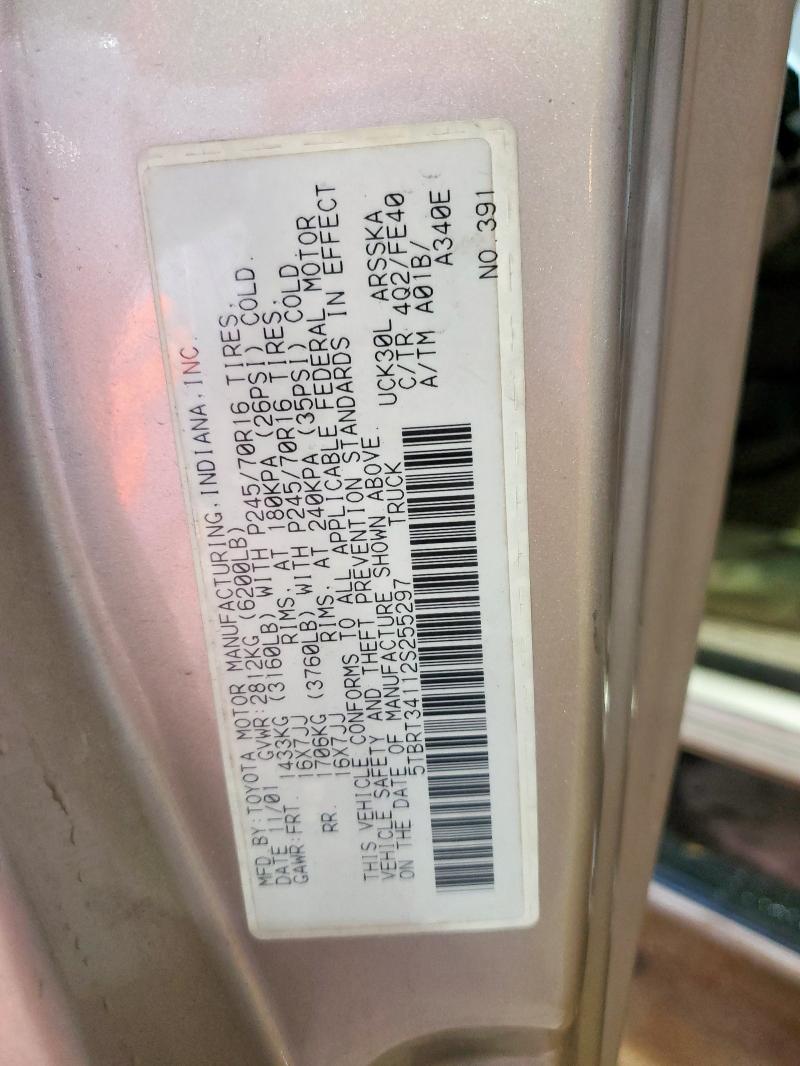 MFD BY:TOYOTA MOTOR MANUFACTURING,INDIANA,INC.
DATE 11/01 GVWR:2812KG (6200LB)
GAWR:FRT. 1433KG (3160LB) WITH P245/70R16 TIRES,
16X7JJ RIMS. AT 180KPA (26PSI) COLD.
RR. 1706KG (3760LB) WITH P245/70R16 TIRES,
16X7JJ RIMS. AT 240KPA (35PSI) COLD
THIS VEHICLE CONFORMS TO ALL APPLICABLE FEDERAL MOTOR
VEHICLE SAFETY AND THEFT PREVENTION STANDARDS IN EFFECT
ON THE DATE OF MANUFACTURE SHOWN ABOVE.
5TBRT34112S255297 TRUCK
UCK30L ARSSKA
C/TR 4Q2/FE40
A/TM A01B/
A340E
NO.391